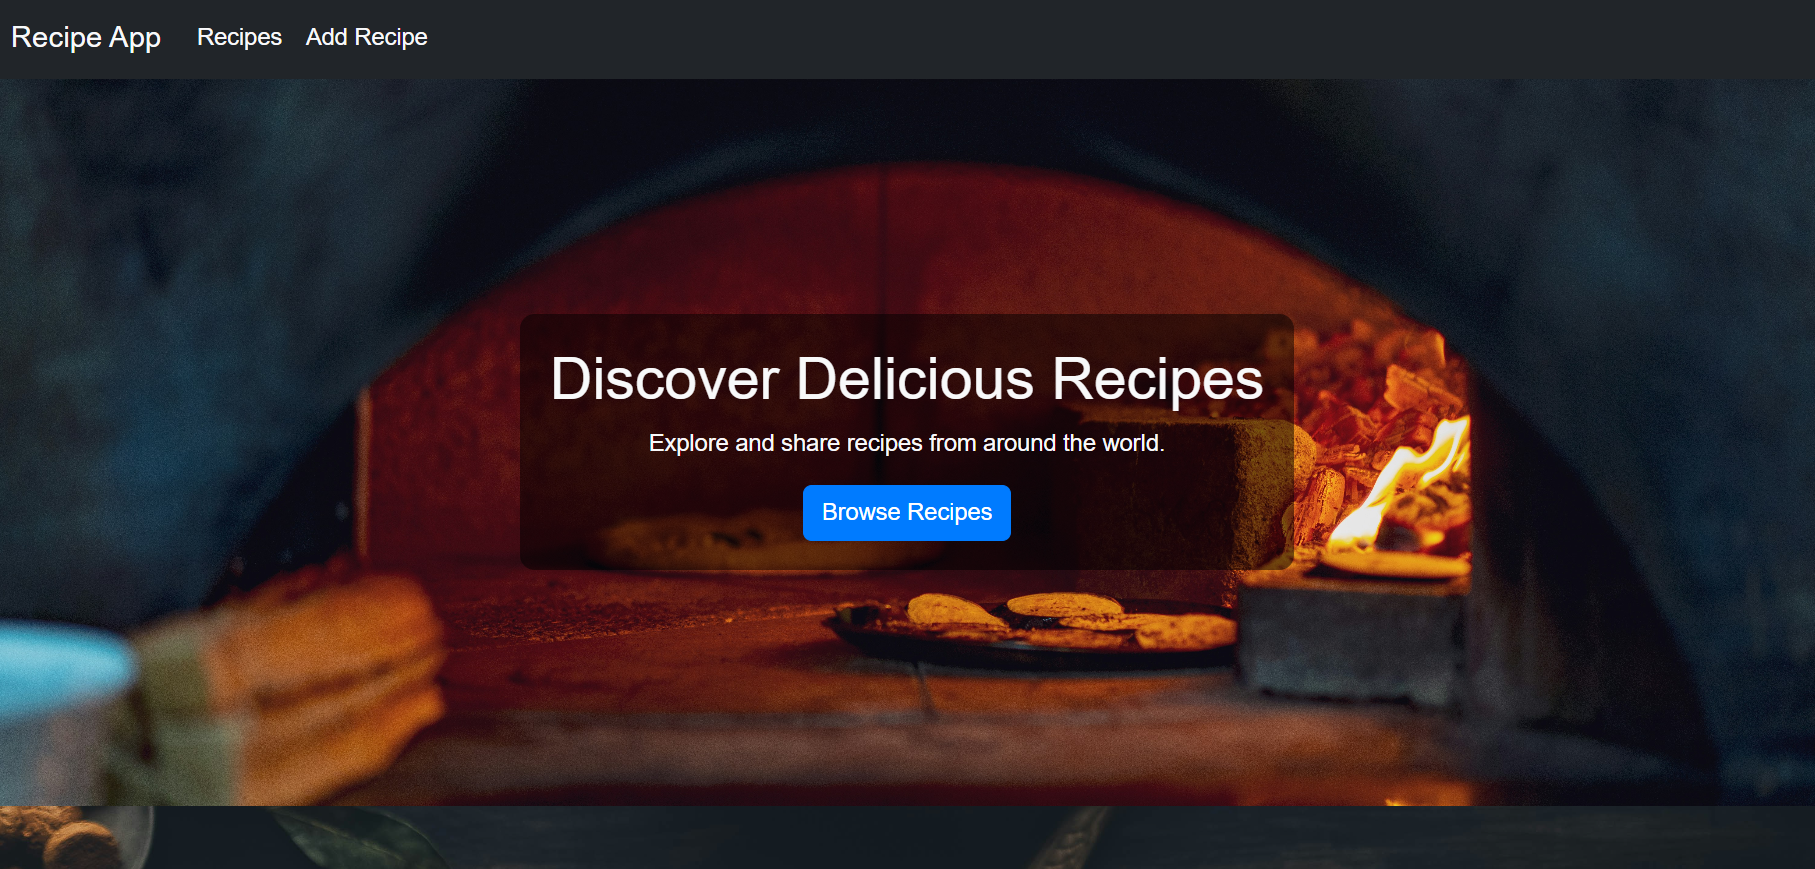 Recipe App Recipes Add Recipe
Discover Delicious Recipes
Explore and share recipes from around the world.
Browse Recipes